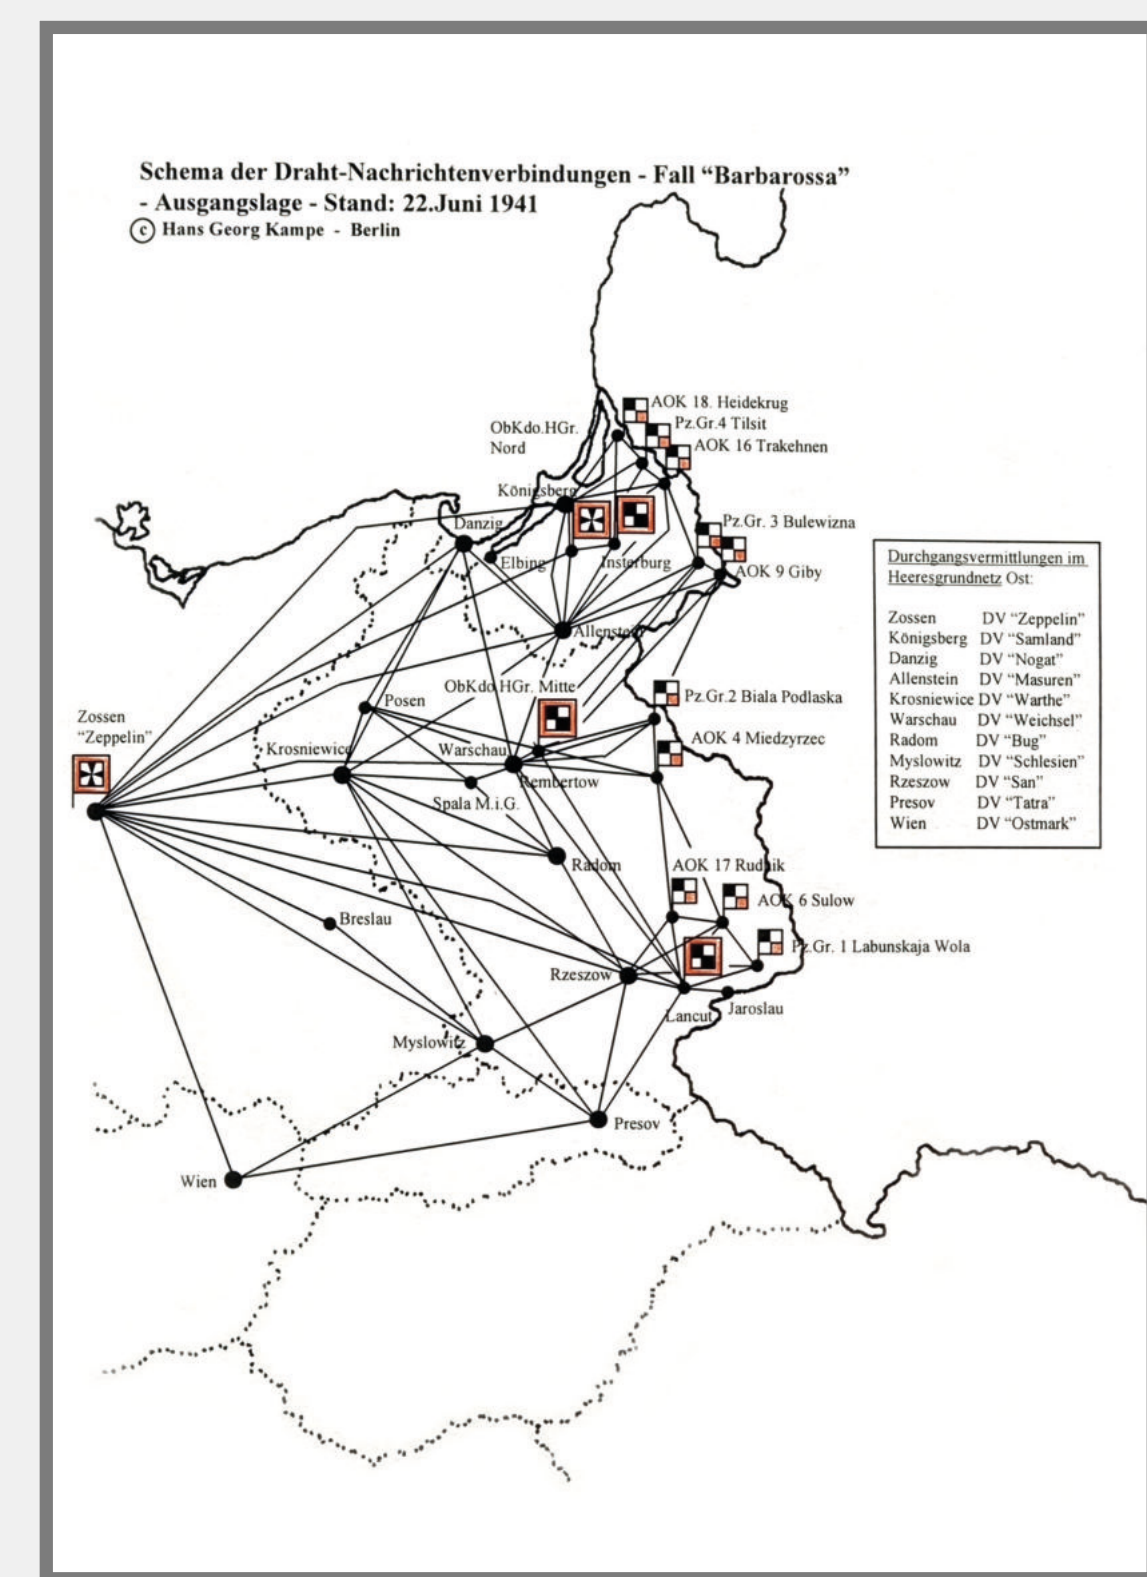 Schema der Draht-Nachrichtenverbindungen - Fall “Barbarossa”
- Ausgangslage - Stand: 22.Juni 1941
© Hans Georg Kampe - Berlin
AOK 18. Heidekrug
Pz.Gr.4 Tilsit
AOK 16 Trakehnen
ObKdo.HGr.
Nord
Königsberg
Danzig
Elbing
Insterburg
Pz.Gr. 3 Bulewizna
AOK 9 Giby
Allenstein
ObKdo.HGr. Mitte
Posen
Pz.Gr.2 Biala Podlaska
Zossen
“Zeppelin”
Krosniewice
Warschau
AOK 4 Miedzyrzec
Rembertow
Spala M.i.G.
Radom
AOK 17 Rudnik
AOK 6 Sulow
Breslau
Pz.Gr. 1 Labunskaja Wola
Rzeszow
Lancut
Jaroslau
Myslowitz
Presov
Wien
Durchgangsvermittlungen im
Heeresgrundnetz Ost:
Zossen DV “Zeppelin”
Königsberg DV “Samland”
Danzig DV “Nogat”
Allenstein DV “Masuren”
Krosniewice DV “Warthe”
Warschau DV “Weichsel”
Radom DV “Bug”
Myslowitz DV “Schlesien”
Rzeszow DV “San”
Presov DV “Tatra”
Wien DV “Ostmark”